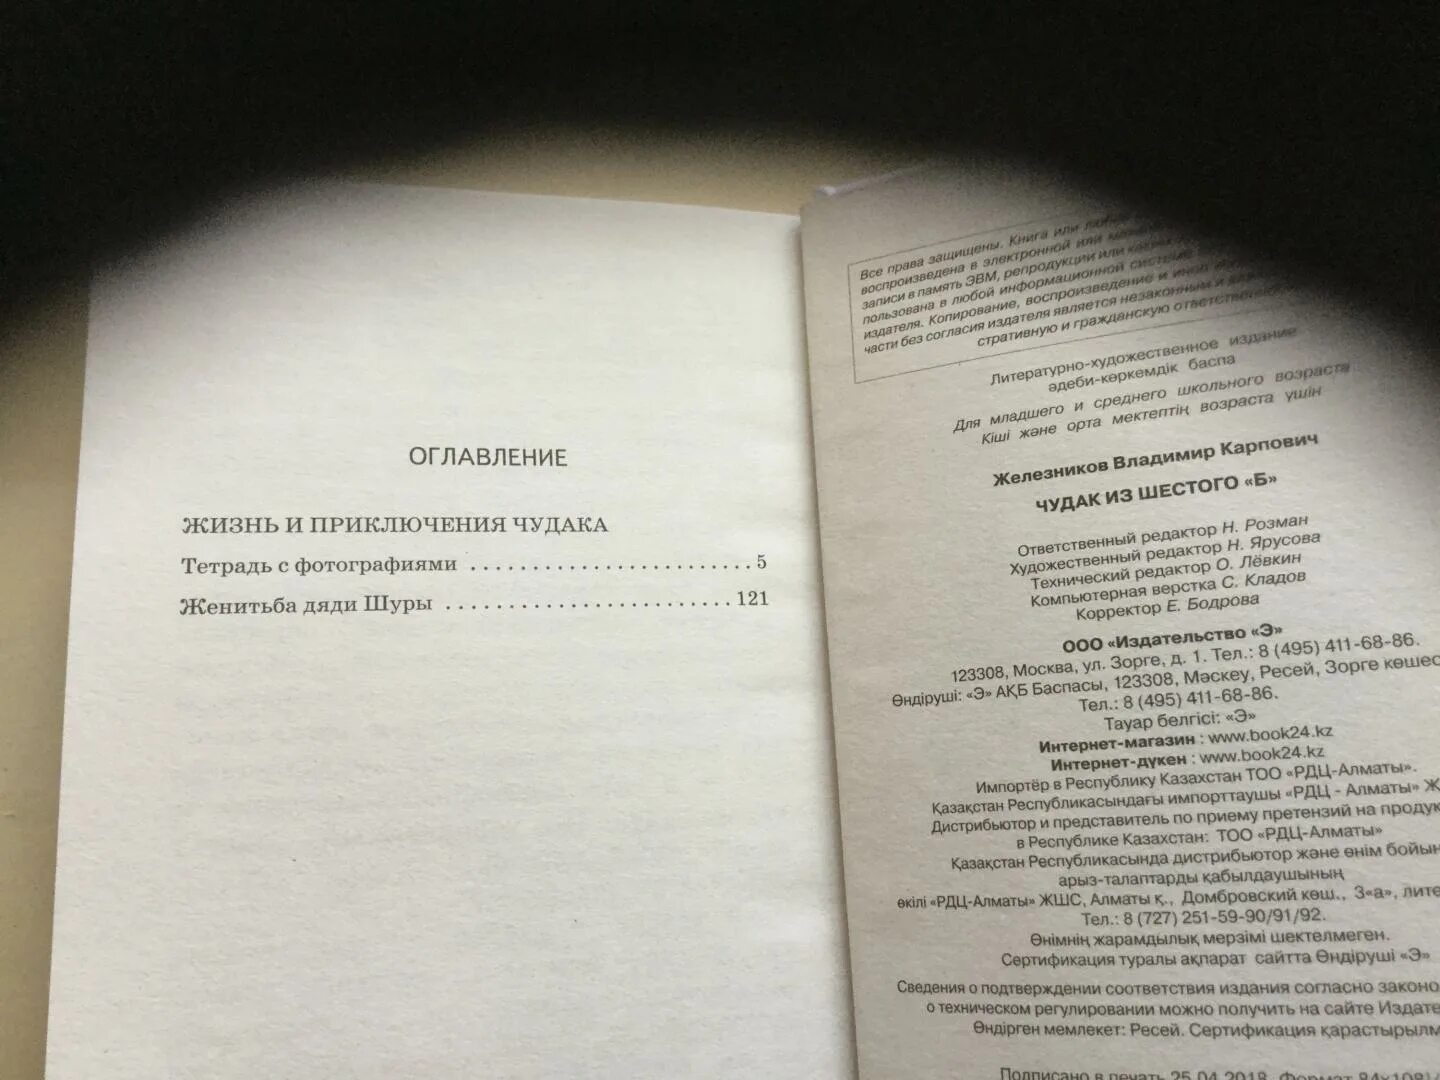 ОГЛАВЛЕНИЕ
ЖИЗНЬ И ПРИКЛЮЧЕНИЯ ЧУДАКА
Тетрадь с фотографиями . . . . . . . . . . . . . . . . . . . . . . . . 5
Женитьба дяди Шуры . . . . . . . . . . . . . . . . . . . . . . . . 121
Все права защищены. Книга или
воспроизведена в электронной или
записи в память ЭВМ, репродукции или
пользована в любой информационной системе
издателя. Копирование, воспроизведение и иное
части без согласия издателя является незаконным и
стративную и гражданскую
Литературно-художественное издание
әдеби-көркемдік баспа
Для младшего и среднего школьного возраста
Кіші және орта мектептің возраста үшін
Железников Владимир Карпович
ЧУДАК ИЗ ШЕСТОГО «Б»
Ответственный редактор Н. Розман
Художественный редактор Н. Ярусова
Технический редактор О. Лёвкин
Компьютерная верстка С. Кладов
Корректор Е. Бодрова
ООО «Издательство «Э»
123308, Москва, ул. Зорге, д. 1. Тел.: 8 (495) 411-68-86.
Өндіруші: «Э» АҚБ Баспасы, 123308, Мәскеу, Ресей, Зорге көшес
Тел.: 8 (495) 411-68-86.
Тауар белгісі: «Э»
Интернет-магазин : www.book24.kz
Интернет-дүкен : www.book24.kz
Импортёр в Республику Казахстан ТОО «РДЦ-Алматы».
Қазақстан Республикасындағы импорттаушы «РДЦ - Алматы» Ж
Дистрибьютор и представитель по приему претензий на продук
в Республике Казахстан: ТОО «РДЦ-Алматы»
Қазақстан Республикасында дистрибьютор және өнім бойын
арыз-талаптарды қабылдаушының
өкілі «РДЦ-Алматы» ЖШС, Алматы қ., Домбровский көш., 3«а», лите
Тел.: 8 (727) 251-59-90/91/92.
Өнімнің жарамдылық мерзімі шектелмеген.
Сертификация туралы ақпарат сайтта Өндіруші «Э»
Сведения о подтверждении соответствия издания согласно законо
о техническом регулировании можно получить на сайте Издате
Өндірген мемлекет: Ресей. Сертификация қарастырылм
Подписано в печать 25.04.2018. Формат 84x108